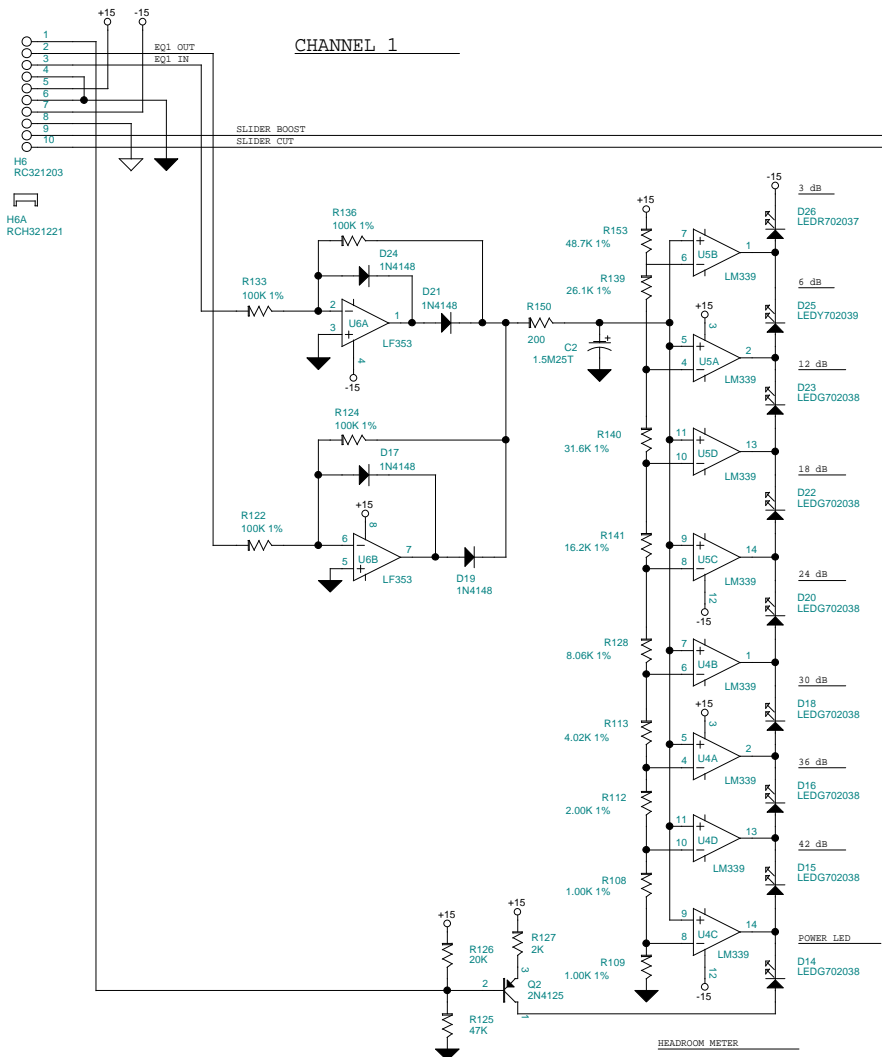 CHANNEL 1
+15
-15
1
2
3
4
5
6
7
8
9
10
EQ1 OUT
EQ1 IN
SLIDER BOOST
SLIDER CUT
H6
RC321203
H6A
RCH321221
R136
100K 1%
D24
1N4148
D21
1N4148
R133
100K 1%
2
3
U6A
1
LF353
4
-15
R150
200
C2
1.5M25T
R124
100K 1%
D17
1N4148
+15
8
R122
100K 1%
6
5
U6B
7
LF353
D19
1N4148
+15
R153
48.7K 1%
R139
26.1K 1%
R140
31.6K 1%
R141
16.2K 1%
R128
8.06K 1%
R113
4.02K 1%
R112
2.00K 1%
R108
1.00K 1%
R109
1.00K 1%
7
6
U5B
1
LM339
+15
3
5
4
U5A
2
LM339
11
10
U5D
13
LM339
9
8
U5C
14
LM339
12
-15
7
6
U4B
1
LM339
+15
3
5
4
U4A
2
LM339
11
10
U4D
13
LM339
9
8
U4C
14
LM339
12
-15
-15
3 dB
D26
LEDR702037
6 dB
D25
LEDY702039
12 dB
D23
LEDG702038
18 dB
D22
LEDG702038
24 dB
D20
LEDG702038
30 dB
D18
LEDG702038
36 dB
D16
LEDG702038
42 dB
D15
LEDG702038
POWER LED
D14
LEDG702038
+15
R126
20K
+15
R127
2K
3
2
Q2
2N4125
1
R125
47K
HEADROOM METER